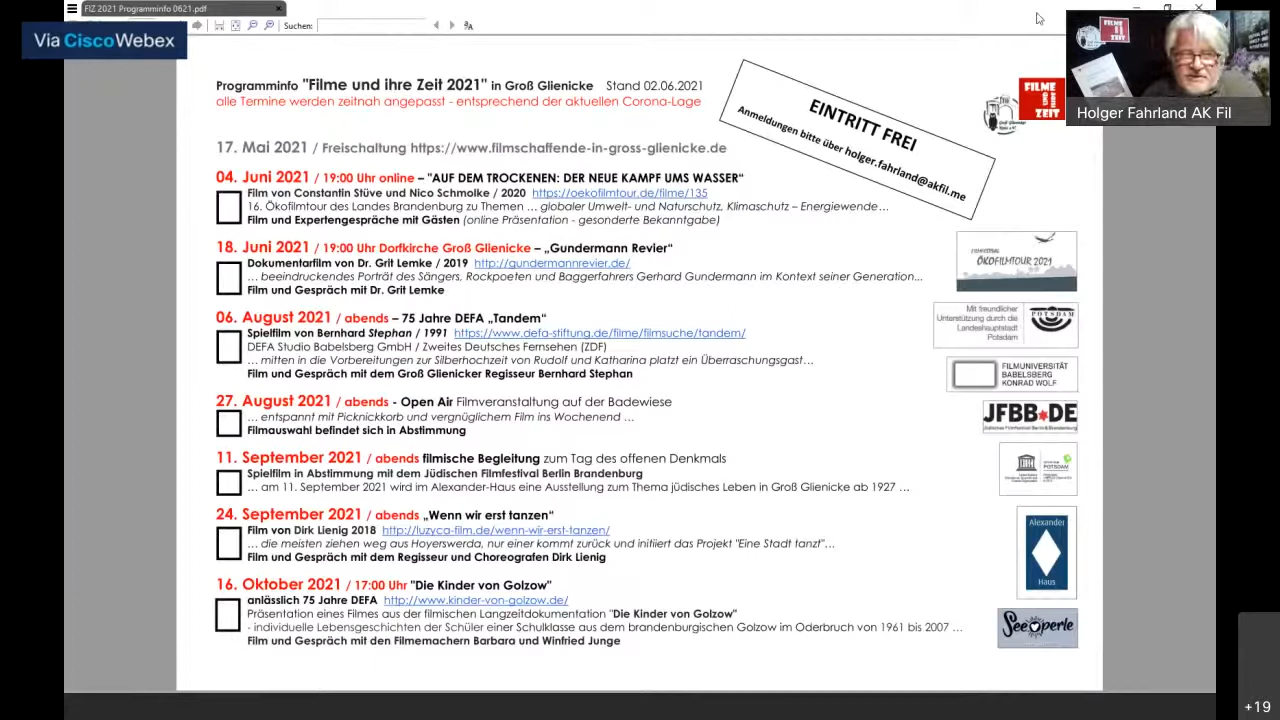 FIZ 2021 Programminfo 0621.pdf
Suchen:
Via Cisco Webex
Holger Fahrland AK Fil
Programminfo "Filme und ihre Zeit 2021" in Groß Glienicke Stand 02.06.2021
alle Termine werden zeitnah angepasst - entsprechend der aktuellen Corona-Lage
EINTRITT FREI
Anmeldungen bitte über holger.fahrland@akfil.me
FILME
ZEIT
17. Mai 2021 / Freischaltung https://www.filmschaffende-in-gross-glienicke.de
04. Juni 2021 / 19:00 Uhr online – "AUF DEM TROCKENEN: DER NEUE KAMPF UMS WASSER"
Film von Constantin Stüve und Nico Schmolke / 2020 https://oekofilmtour.de/filme/135
16. Ökofilmtour des Landes Brandenburg zu Themen … globaler Umwelt- und Naturschutz, Klimaschutz – Energiewende…
Film und Expertengespräche mit Gästen (online Präsentation - gesonderte Bekanntgabe)
18. Juni 2021 / 19:00 Uhr Dorfkirche Groß Glienicke – „Gundermann Revier"
Dokumentarfilm von Dr. Grit Lemke / 2019 http://gundermannrevier.de/
… beeindruckendes Porträt des Sängers, Rockpoeten und Baggerfahrers Gerhard Gundermann im Kontext seiner Generation...
Film und Gespräch mit Dr. Grit Lemke
06. August 2021 / abends – 75 Jahre DEFA „Tandem"
Spielfilm von Bernhard Stephan / 1991 https://www.defa-stiftung.de/filme/filmsuche/tandem/
DEFA Studio Babelsberg GmbH / Zweites Deutsches Fernsehen (ZDF)
… mitten in die Vorbereitungen zur Silberhochzeit von Rudolf und Katharina platzt ein Überraschungsgast…
Film und Gespräch mit dem Groß Glienicker Regisseur Bernhard Stephan
27. August 2021 / abends - Open Air Filmveranstaltung auf der Badewiese
… entspannt mit Picknickkorb und vergnüglichem Film ins Wochenend …
Filmauswahl befindet sich in Abstimmung
11. September 2021 / abends filmische Begleitung zum Tag des offenen Denkmals
Spielfilm in Abstimmung mit dem Jüdischen Filmfestival Berlin Brandenburg
… am 11. September 2021 wird im Alexander-Haus eine Ausstellung zum Thema jüdisches Leben in Groß Glienicke ab 1927 …
24. September 2021 / abends „Wenn wir erst tanzen"
Film von Dirk Lienig 2018 http://luzyca-film.de/wenn-wir-erst-tanzen/
… die meisten ziehen weg aus Hoyerswerda, nur einer kommt zurück und initiiert das Projekt "Eine Stadt tanzt"…
Film und Gespräch mit dem Regisseur und Choreografen Dirk Lienig
16. Oktober 2021 / 17:00 Uhr "Die Kinder von Golzow"
anlässlich 75 Jahre DEFA http://www.kinder-von-golzow.de/
Präsentation eines Filmes aus der filmischen Langzeitdokumentation "Die Kinder von Golzow"
- individuelle Lebensgeschichten der Schüler einer Schulklasse aus dem brandenburgischen Golzow im Oderbruch von 1961 bis 2007 …
Film und Gespräch mit den Filmemachern Barbara und Winfried Junge
ÖKOFILMTOUR 2021
Mit freundlicher
Unterstützung durch die
Landeshauptstadt
Potsdam
POTSDAM
FILMUNIVERSITÄT
BABELSBERG
KONRAD WOLF
JFBB DE
Alexander
Haus
Seeperle
+19